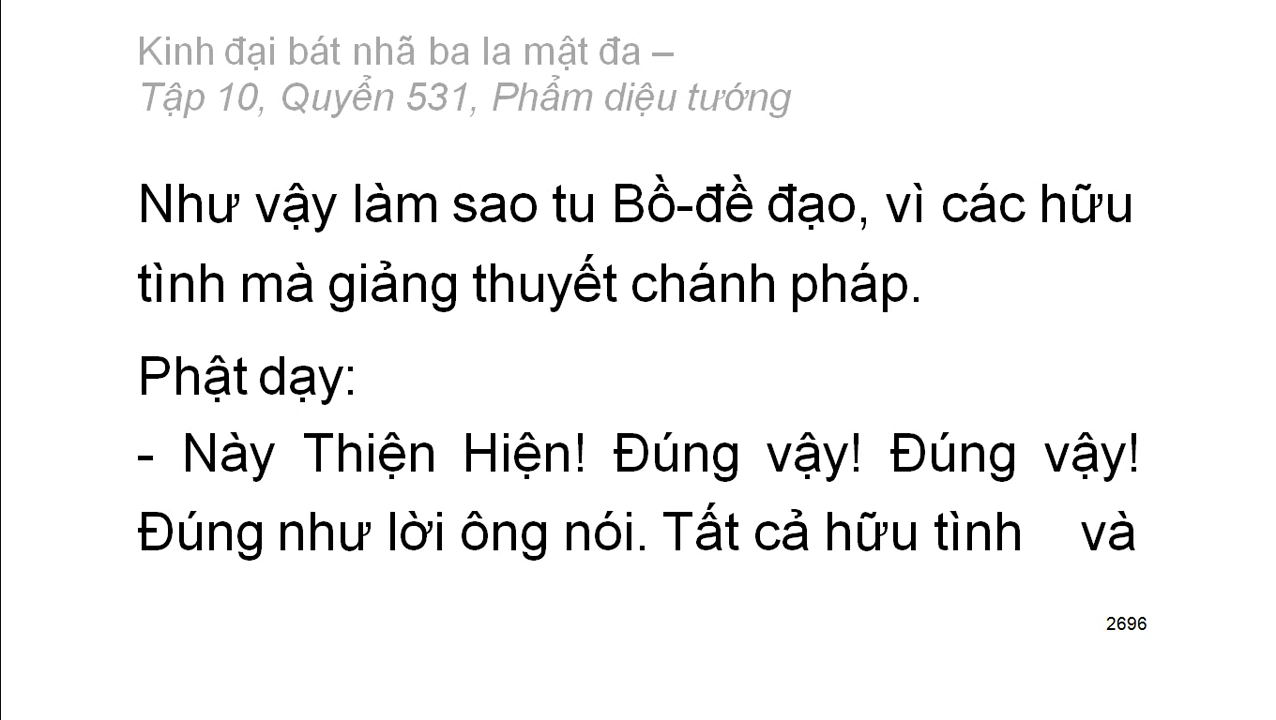 Kinh đại bát nhã ba la mật đa –
Tập 10, Quyển 531, Phẩm diệu tướng
Như vậy làm sao tu Bồ-đề đạo, vì các hữu
tình mà giảng thuyết chánh pháp.
Phật dạy:
- Này Thiện Hiện! Đúng vậy! Đúng vậy!
Đúng như lời ông nói. Tất cả hữu tình và
2696